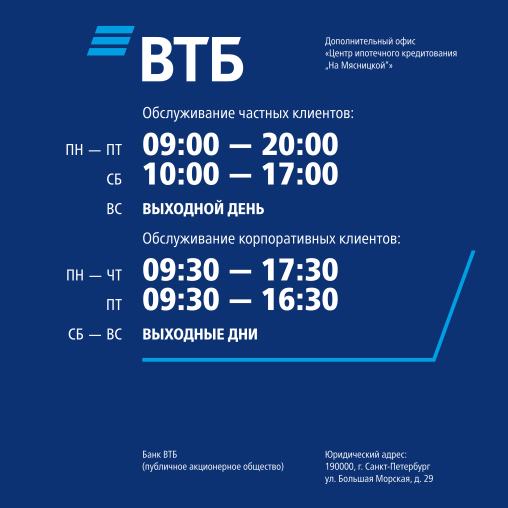 ВТБ
Дополнительный офис
«Центр ипотечного кредитования
„На Мясницкой"»
Обслуживание частных клиентов:
ПН — ПТ 09:00 — 20:00
СБ 10:00 — 17:00
ВС ВЫХОДНОЙ ДЕНЬ
Обслуживание корпоративных клиентов:
ПН — ЧТ 09:30 — 17:30
ПТ 09:30 — 16:30
СБ — ВС ВЫХОДНЫЕ ДНИ
Банк ВТБ
(публичное акционерное общество)
Юридический адрес:
190000, г. Санкт-Петербург
ул. Большая Морская, д. 29